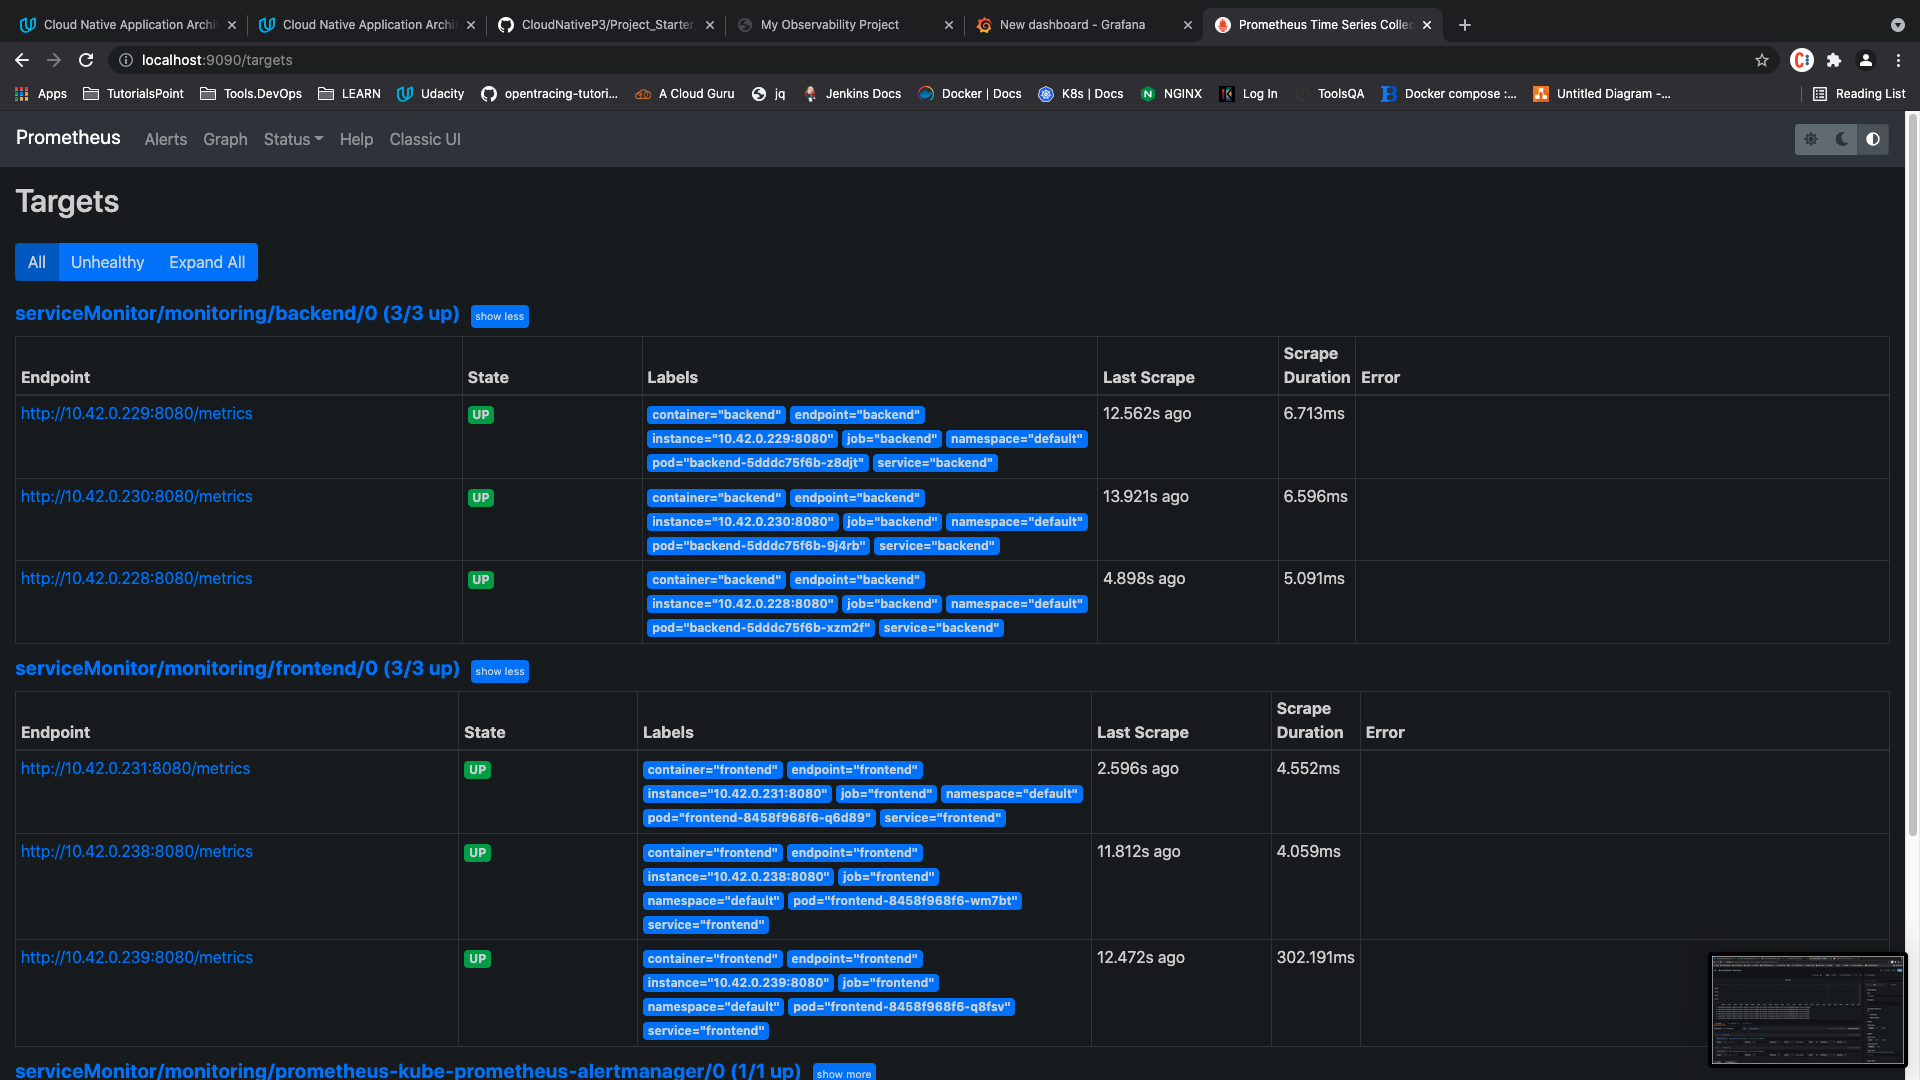 Cloud Native Application Archi
Cloud Native Application Archi
CloudNativeP3/Project_Starter
My Observability Project
New dashboard - Grafana
Prometheus Time Series Collec
localhost:9090/targets
Apps
TutorialsPoint
Tools.DevOps
LEARN
Udacity
opentracing-tutori...
A Cloud Guru
jq
Jenkins Docs
Docker | Docs
K8s | Docs
NGINX
Log In
ToolsQA
Docker compose :...
Untitled Diagram -...
Reading List
Prometheus Alerts Graph Status Help Classic UI
Targets
All Unhealthy Expand All
serviceMonitor/monitoring/backend/0 (3/3 up) show less
Endpoint State Labels Last Scrape Scrape Duration Error
http://10.42.0.229:8080/metrics UP container="backend" endpoint="backend" 12.562s ago 6.713ms
instance="10.42.0.229:8080" job="backend" namespace="default"
pod="backend-5dddc75f6b-z8djt" service="backend"
http://10.42.0.230:8080/metrics UP container="backend" endpoint="backend" 13.921s ago 6.596ms
instance="10.42.0.230:8080" job="backend" namespace="default"
pod="backend-5dddc75f6b-9j4rb" service="backend"
http://10.42.0.228:8080/metrics UP container="backend" endpoint="backend" 4.898s ago 5.091ms
instance="10.42.0.228:8080" job="backend" namespace="default"
pod="backend-5dddc75f6b-xzm2f" service="backend"
serviceMonitor/monitoring/frontend/0 (3/3 up) show less
Endpoint State Labels Last Scrape Scrape Duration Error
http://10.42.0.231:8080/metrics UP container="frontend" endpoint="frontend" 2.596s ago 4.552ms
instance="10.42.0.231:8080" job="frontend" namespace="default"
pod="frontend-8458f968f6-q6d89" service="frontend"
http://10.42.0.238:8080/metrics UP container="frontend" endpoint="frontend" 11.812s ago 4.059ms
instance="10.42.0.238:8080" job="frontend"
namespace="default" pod="frontend-8458f968f6-wm7bt"
service="frontend"
http://10.42.0.239:8080/metrics UP container="frontend" endpoint="frontend" 12.472s ago 302.191ms
instance="10.42.0.239:8080" job="frontend"
namespace="default" pod="frontend-8458f968f6-q8fsv"
service="frontend"
serviceMonitor/monitoring/prometheus-kube-prometheus-alertmanager/0 (1/1 up) show more